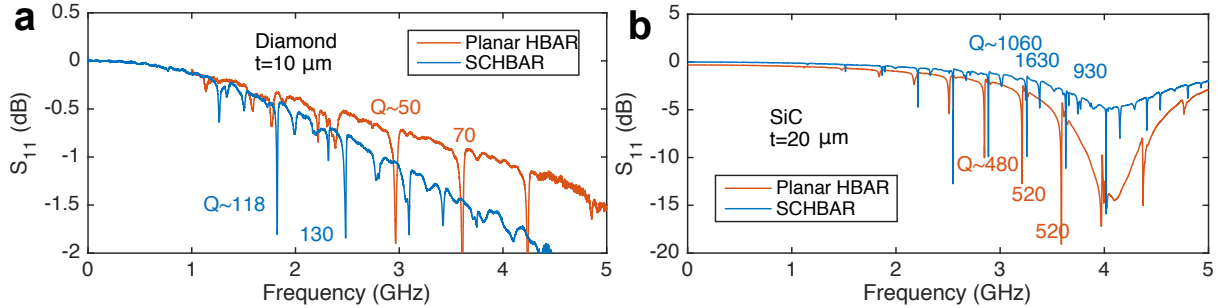 a
Diamond
t=10 μm
Planar HBAR
SCHBAR
Q~50
70
Q~118
130
0
-0.5
-1
-1.5
-2
S11 (dB)
0 1 2 3 4 5
Frequency (GHz)
b
Q~1060
1630
930
SiC
t=20 μm
Q~480
520
520
Planar HBAR
SCHBAR
5
0
-5
-10
-15
-20
S11 (dB)
0 1 2 3 4 5
Frequency (GHz)